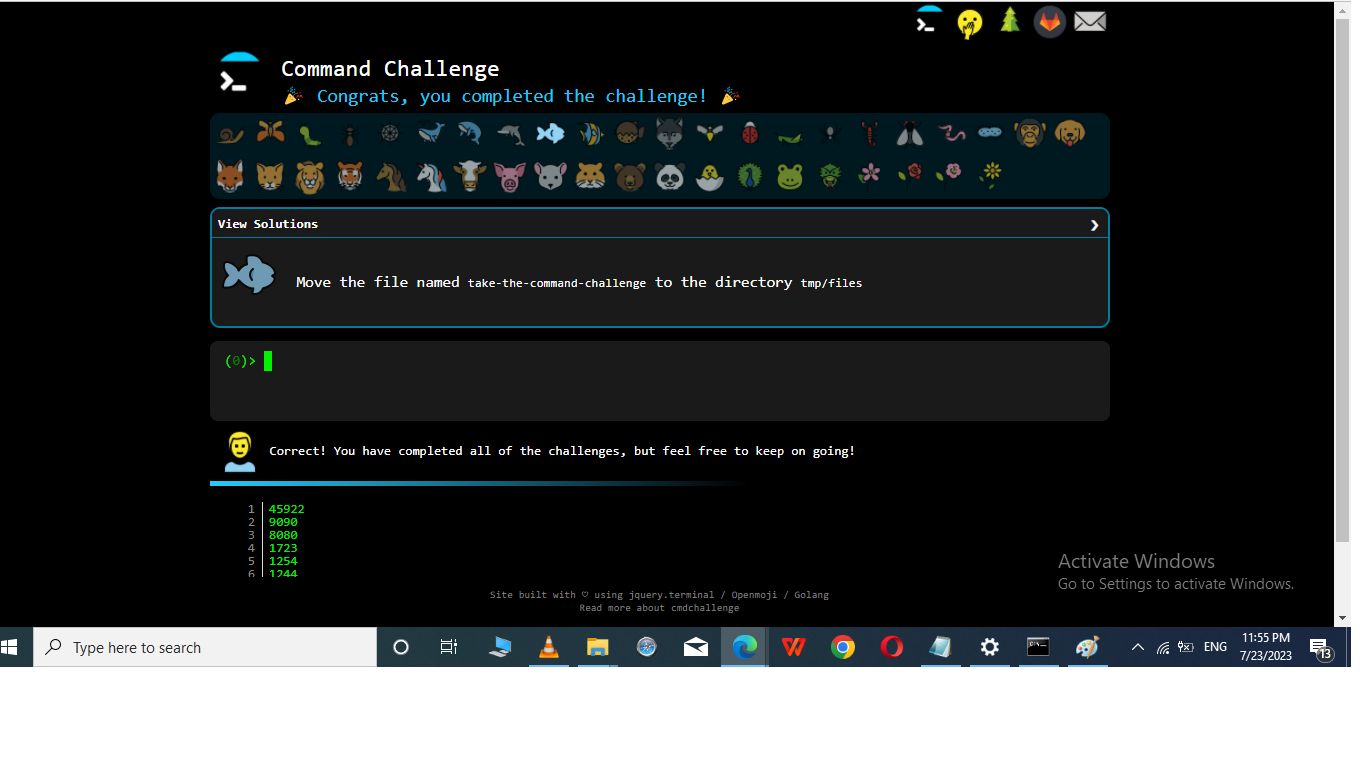 Command Challenge
Congrats, you completed the challenge!
View Solutions
Move the file named take-the-command-challenge to the directory tmp/files
(0)>
Correct! You have completed all of the challenges, but feel free to keep on going!
1 45922
2 9090
3 8080
4 1723
5 1254
6 1244
Activate Windows
Go to Settings to activate Windows.
Site built with ♡ using jquery.terminal / Openmoji / Golang
Read more about cmdchallenge
Type here to search
ENG
11:55 PM
7/23/2023
13